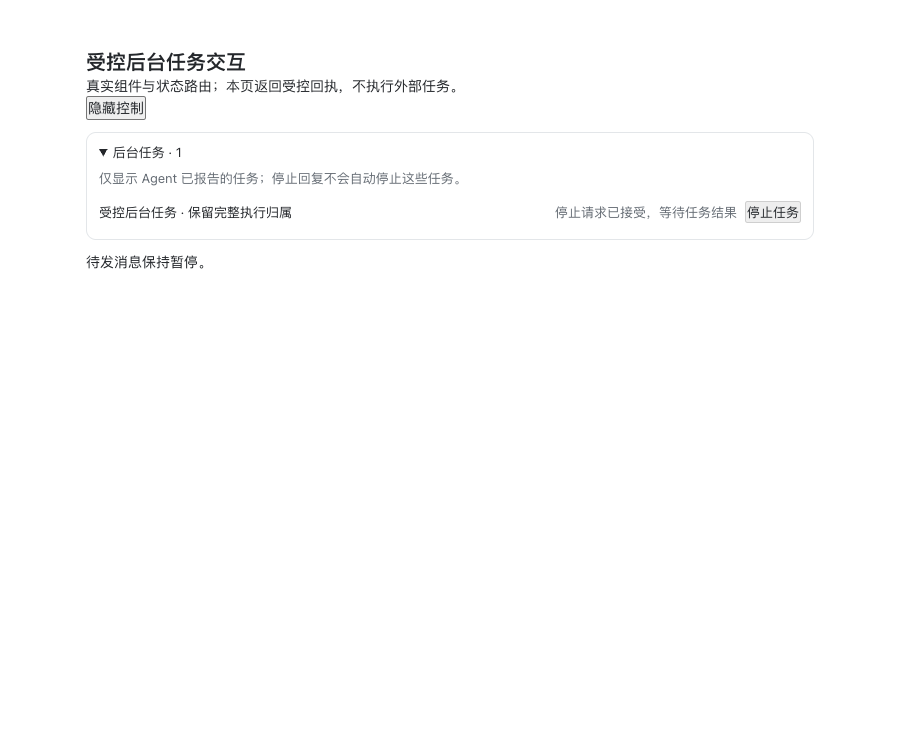 受控后台任务交互
真实组件与状态路由；本页返回受控回执，不执行外部任务。
隐藏控制
▼ 后台任务 · 1
仅显示 Agent 已报告的任务；停止回复不会自动停止这些任务。
受控后台任务 · 保留完整执行归属 停止请求已接受，等待任务结果 停止任务
待发消息保持暂停。